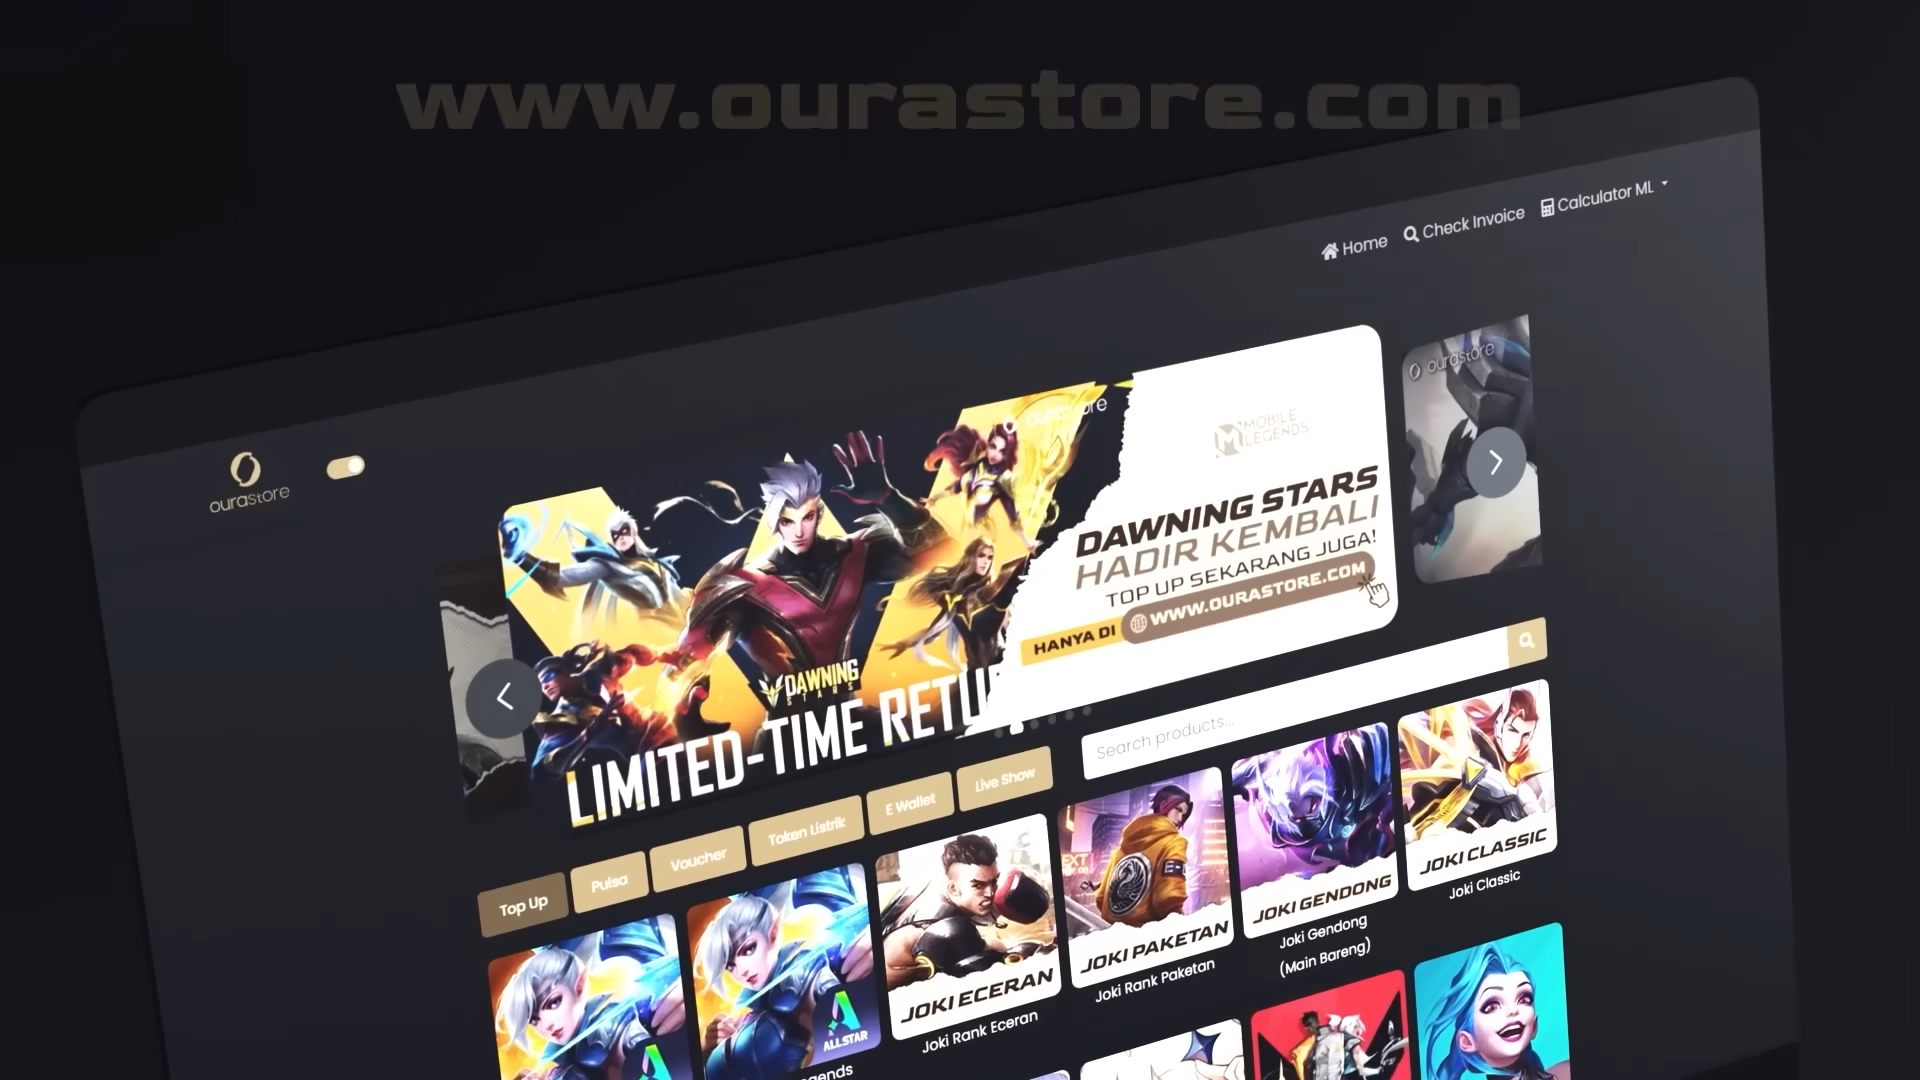 www.ourastore.com
Home
Check Invoice
Calculator ML
ourastore
ourastore
MOBILE
LEGENDS
DAWNING STARS
HADIR KEMBALI
TOP UP SEKARANG JUGA!
HANYA DI
WWW.OURASTORE.COM
ourastore
DAWNING
STARS
LIMITED-TIME RETU
Search products...
Top Up
Pulsa
Voucher
Token Listrik
E Wallet
Live Show
ALLSTAR
JOKI ECERAN
Joki Rank Eceran
JOKI PAKETAN
Joki Rank Paketan
JOKI GENDONG
Joki Gendong
(Main Bareng)
JOKI CLASSIC
Joki Classic